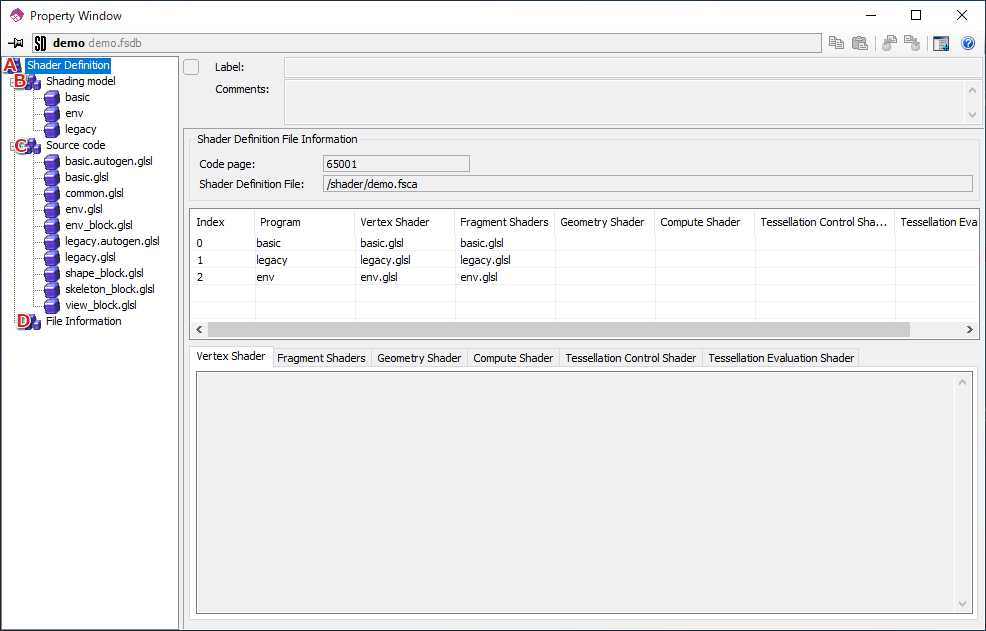 Property Window
SD demo demo.fsdb
A Shader Definition
B Shading model
basic
env
legacy
C Source code
basic.autogen.glsl
basic.glsl
common.glsl
env.glsl
env_block.glsl
legacy.autogen.glsl
legacy.glsl
shape_block.glsl
skeleton_block.glsl
view_block.glsl
D File Information
Label:
Comments:
Shader Definition File Information
Code page: 65001
Shader Definition File: /shader/demo.fsca
Index Program Vertex Shader Fragment Shaders Geometry Shader Compute Shader Tessellation Control Sha... Tessellation Eva
0 basic basic.glsl basic.glsl
1 legacy legacy.glsl legacy.glsl
2 env env.glsl env.glsl
Vertex Shader Fragment Shaders Geometry Shader Compute Shader Tessellation Control Shader Tessellation Evaluation Shader